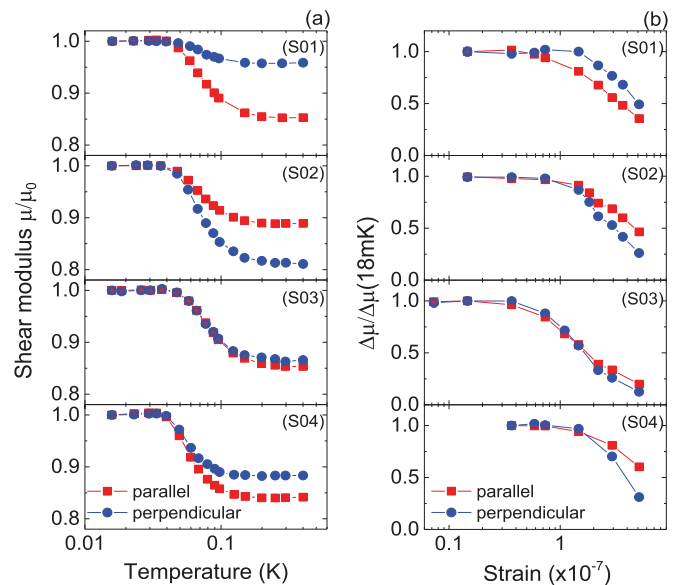 (a)
(b)
1.0
(S01)
0.9
0.8
1.0
(S02)
0.9
0.8
1.0
(S03)
0.9
0.8
1.0
(S04)
0.9
0.8
parallel
perpendicular
0.01
0.1
Temperature (K)
Shear modulus μ/μ₀
(S01)
1.0
0.5
0.0
(S02)
1.0
0.5
0.0
(S03)
1.0
0.5
0.0
(S04)
1.0
0.5
0.0
parallel
perpendicular
0.1
1
Strain (x10⁻⁷)
Δμ/Δμ(18mK)